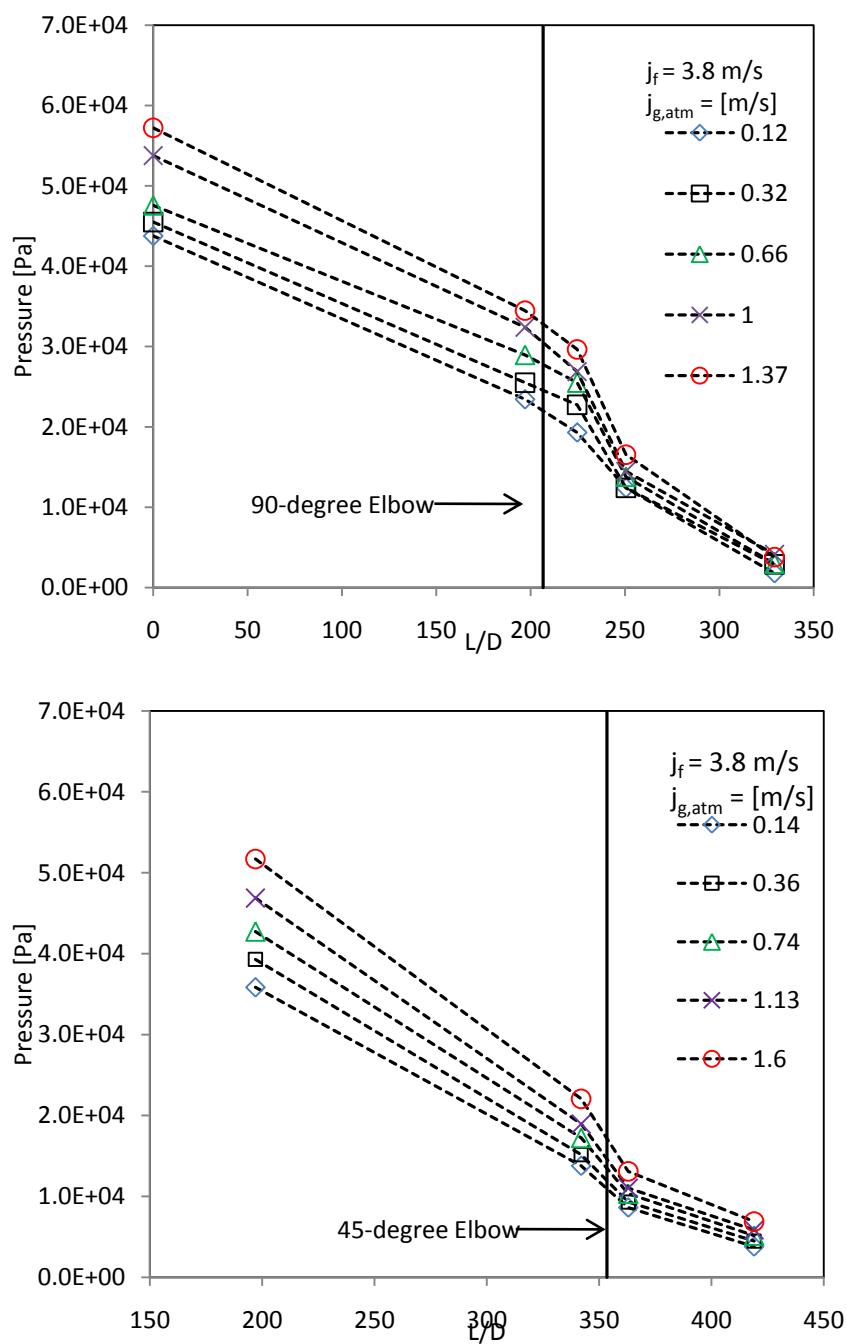 7.0E+04
6.0E+04
5.0E+04
4.0E+04
3.0E+04
2.0E+04
1.0E+04
0.0E+00
Pressure [Pa]
0 50 100 150 200 250 300 350
L/D
90-degree Elbow
j_f = 3.8 m/s
j_g,atm = [m/s]
0.12
0.32
0.66
1
1.37
7.0E+04
6.0E+04
5.0E+04
4.0E+04
3.0E+04
2.0E+04
1.0E+04
0.0E+00
Pressure [Pa]
150 200 250 300 350 400 450
L/D
45-degree Elbow
j_f = 3.8 m/s
j_g,atm = [m/s]
0.14
0.36
0.74
1.13
1.6